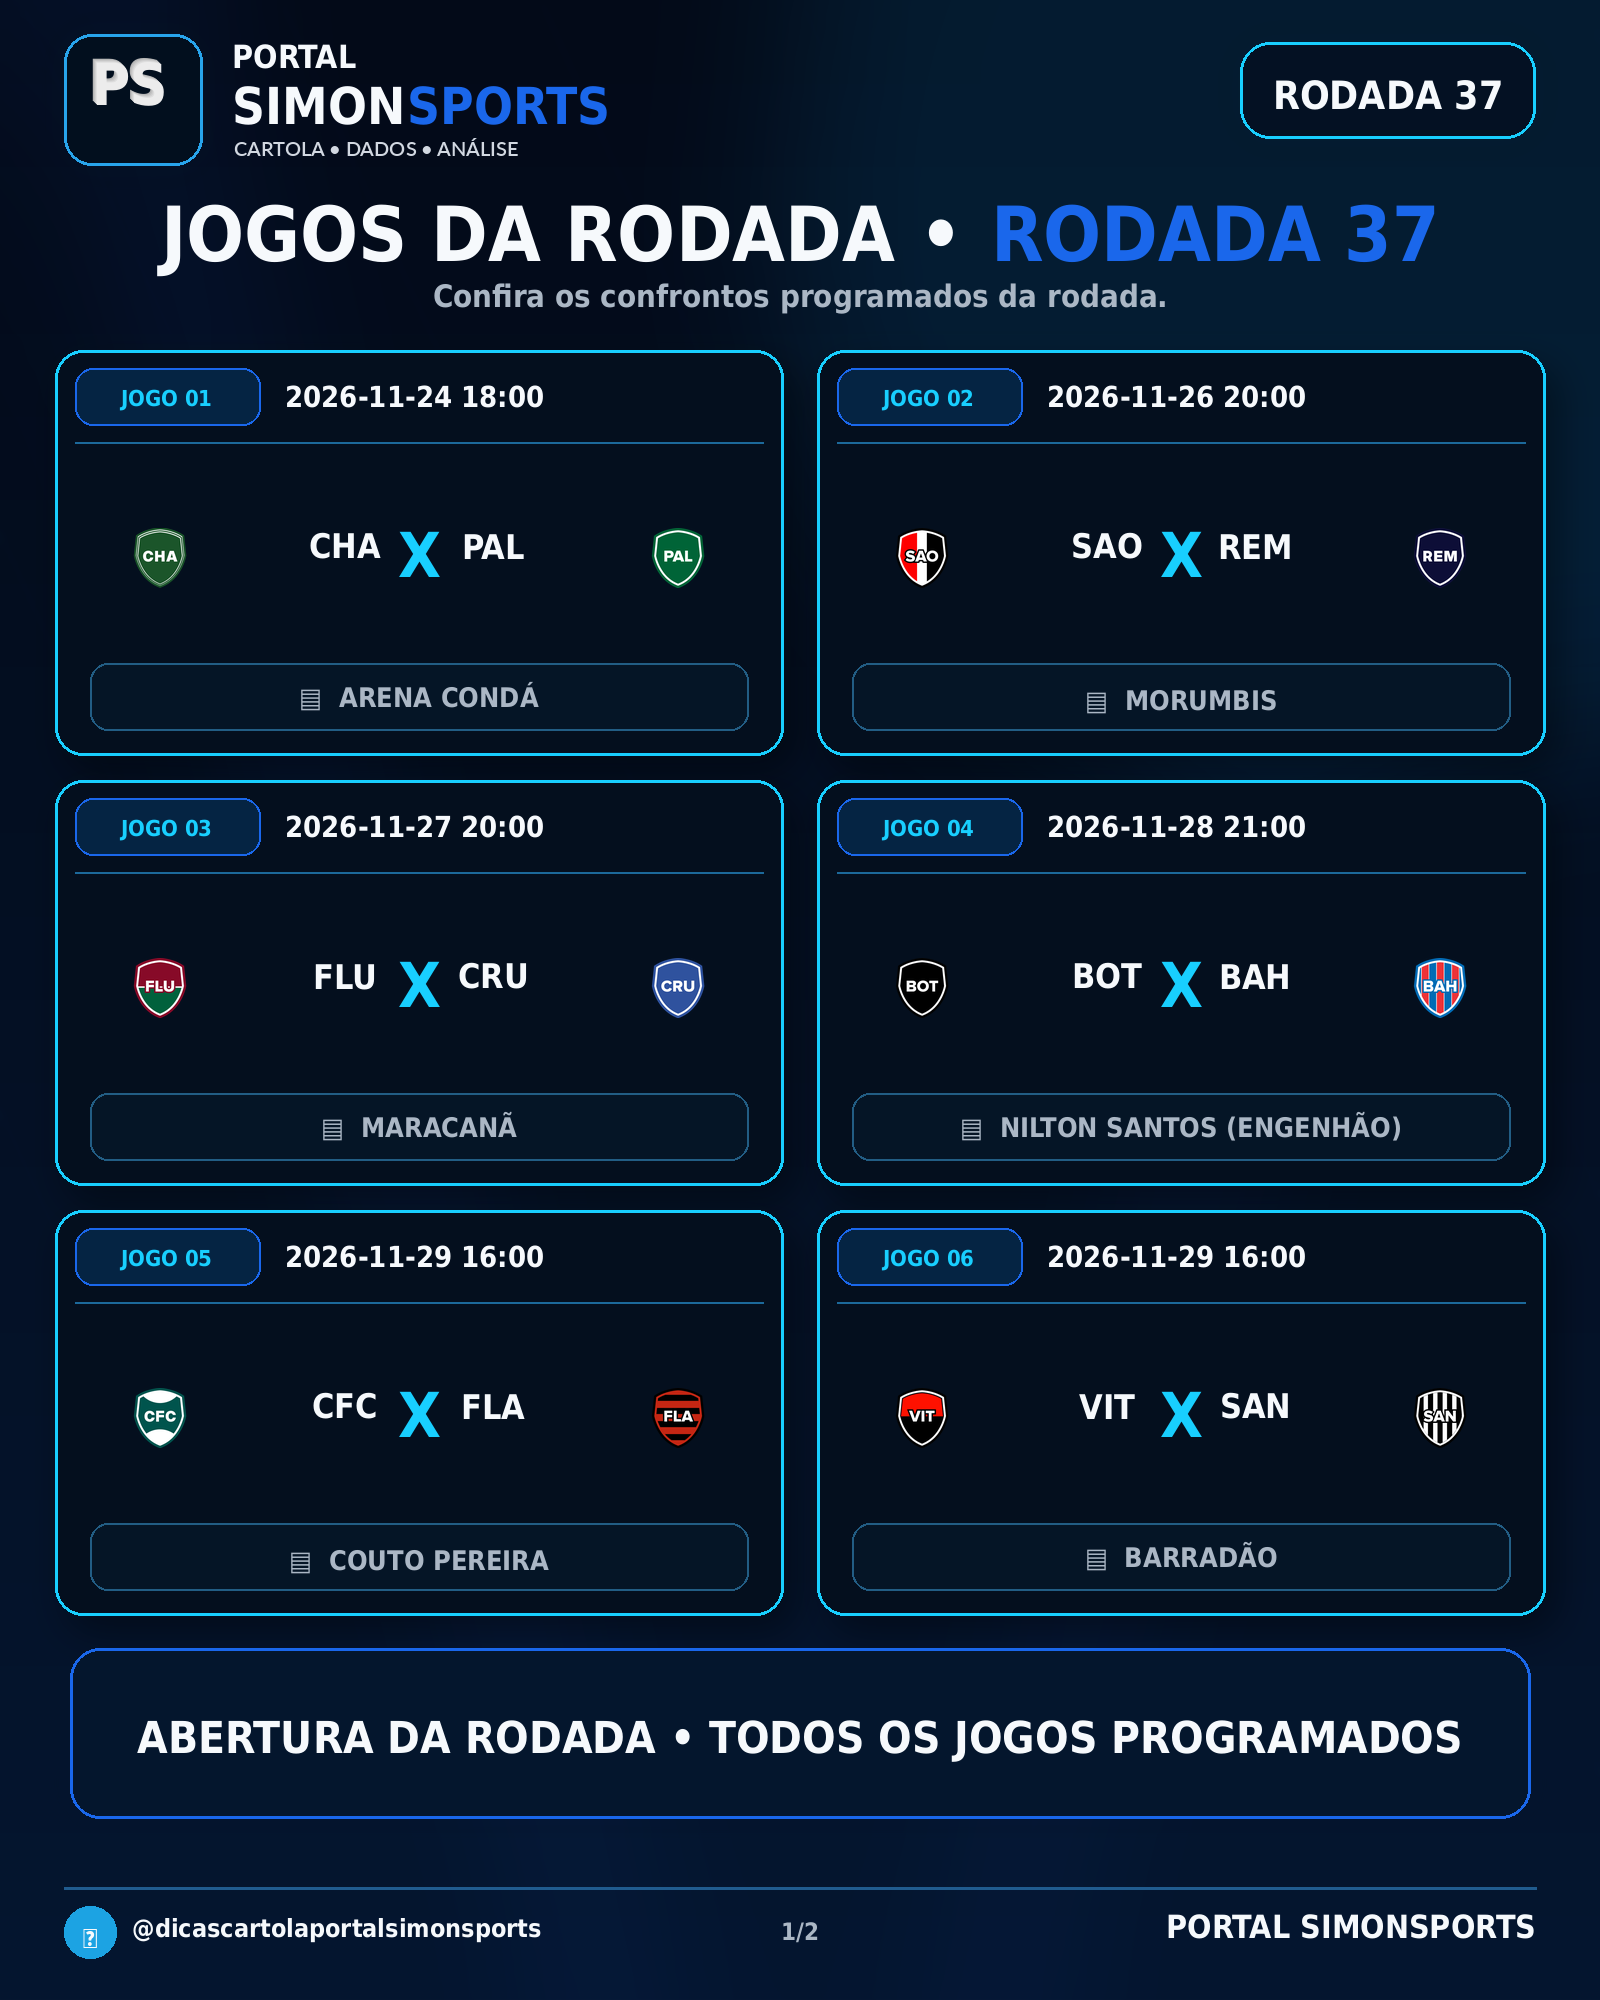 PS
PORTAL
SIMONSPORTS
CARTOLA • DADOS • ANÁLISE
RODADA 37
JOGOS DA RODADA • RODADA 37
Confira os confrontos programados da rodada.
JOGO 01 2026-11-24 18:00
CHA CHA X PAL PAL
ARENA CONDÁ
JOGO 02 2026-11-26 20:00
SAO SAO X REM REM
MORUMBIS
JOGO 03 2026-11-27 20:00
FLU FLU X CRU CRU
MARACANÃ
JOGO 04 2026-11-28 21:00
BOT BOT X BAH BAH
NILTON SANTOS (ENGENHÃO)
JOGO 05 2026-11-29 16:00
CFC CFC X FLA FLA
COUTO PEREIRA
JOGO 06 2026-11-29 16:00
VIT VIT X SAN SAN
BARRADÃO
ABERTURA DA RODADA • TODOS OS JOGOS PROGRAMADOS
@dicascartolaportalsimonsports 1/2 PORTAL SIMONSPORTS